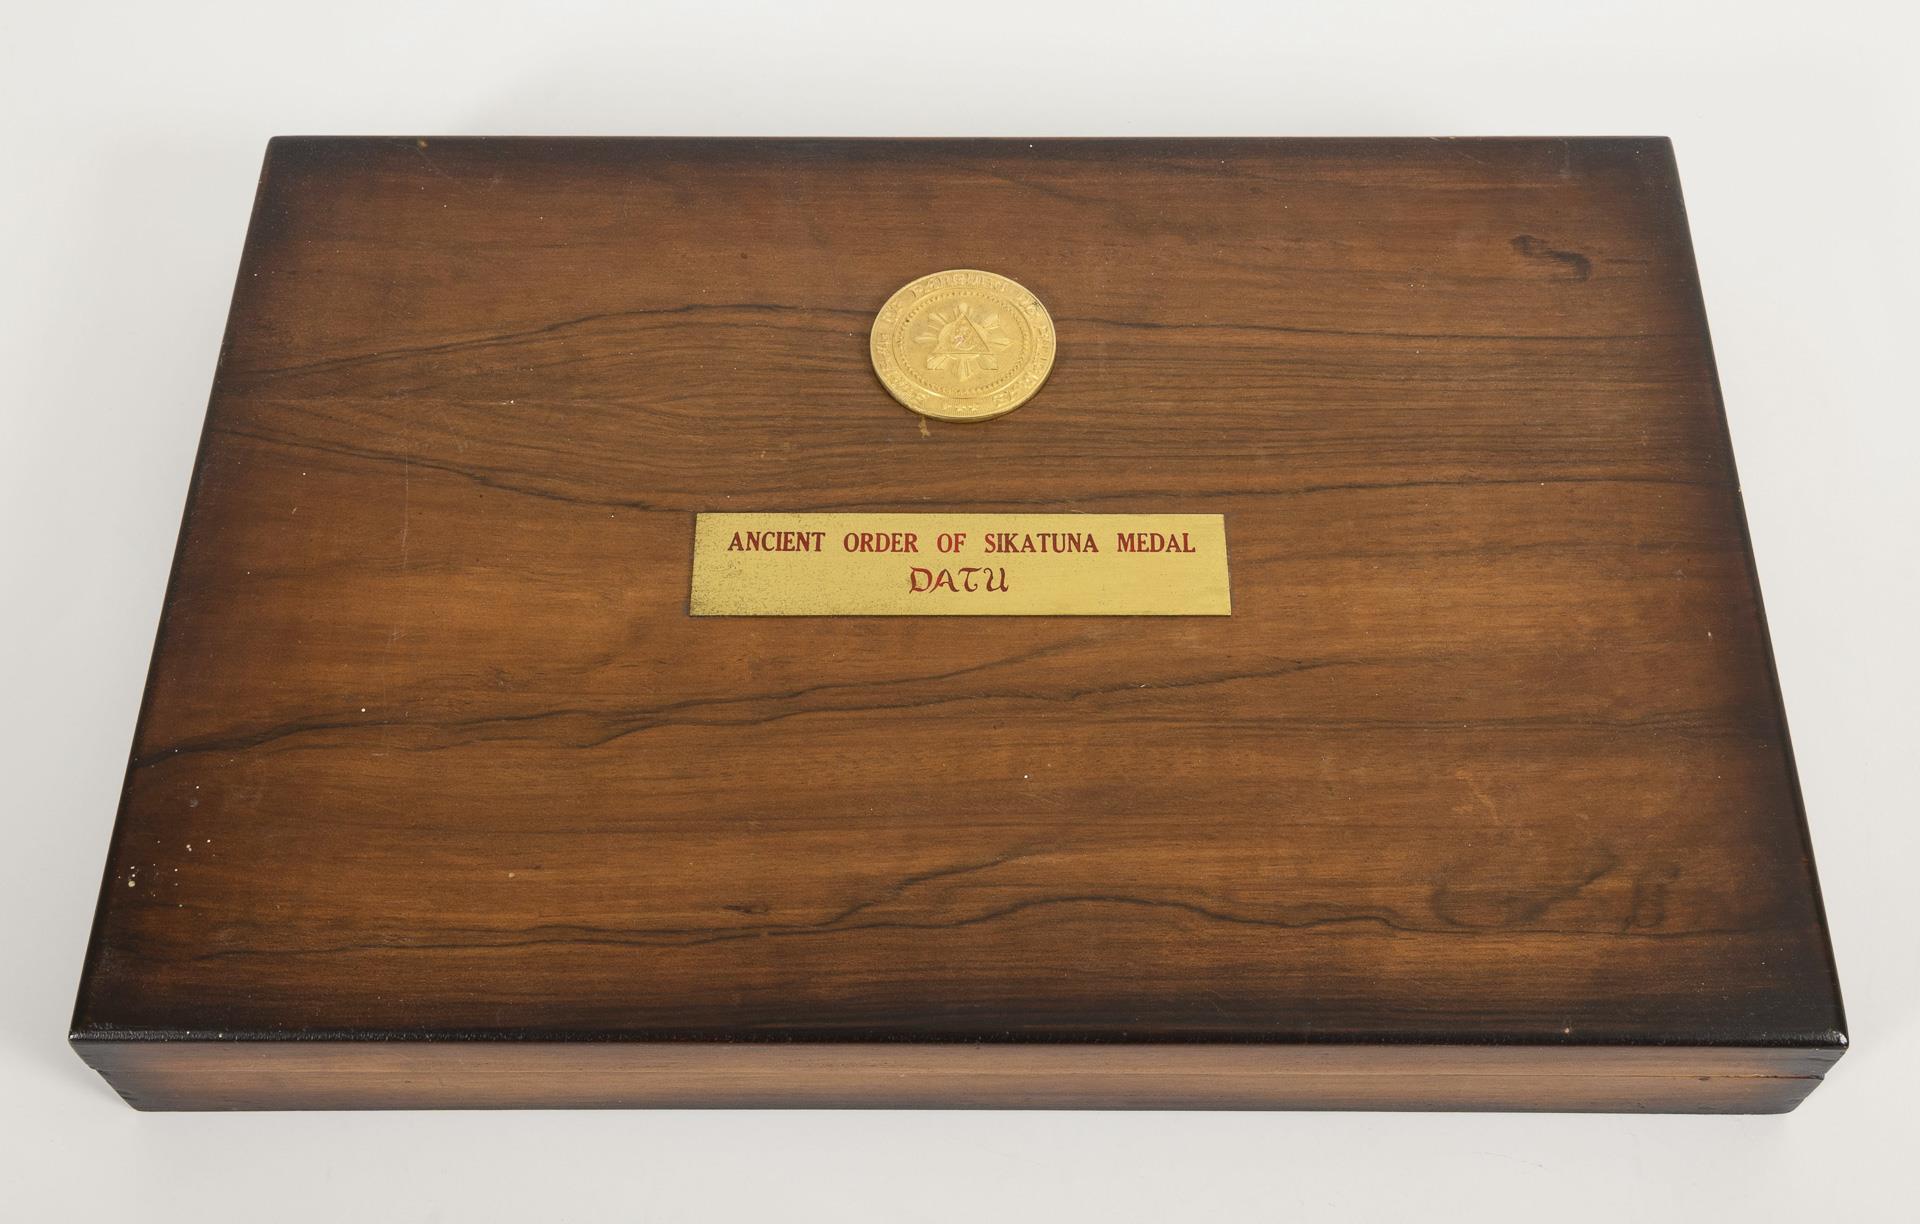 ANCIENT ORDER OF SIKATUNA MEDAL
DATU